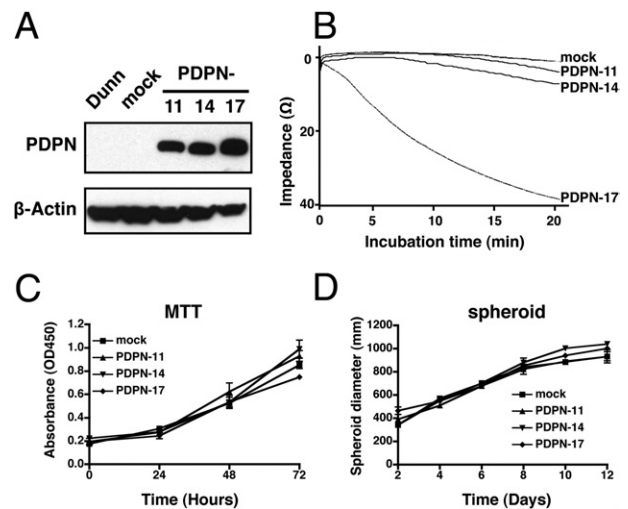 A
Dunn
mock
PDPN-
11 14 17
PDPN
β-Actin
B
Impedance (Ω)
0
20
40
0 5 10 15 20
Incubation time (min)
mock
PDPN-11
PDPN-14
PDPN-17
C
MTT
Absorbance (OD450)
1.2
1.0
0.8
0.6
0.4
0.2
0.0
0 24 48 72
Time (Hours)
mock
PDPN-11
PDPN-14
PDPN-17
D
spheroid
Spheroid diameter (mm)
1000
800
600
400
200
0
2 4 6 8 10 12
Time (Days)
mock
PDPN-11
PDPN-14
PDPN-17